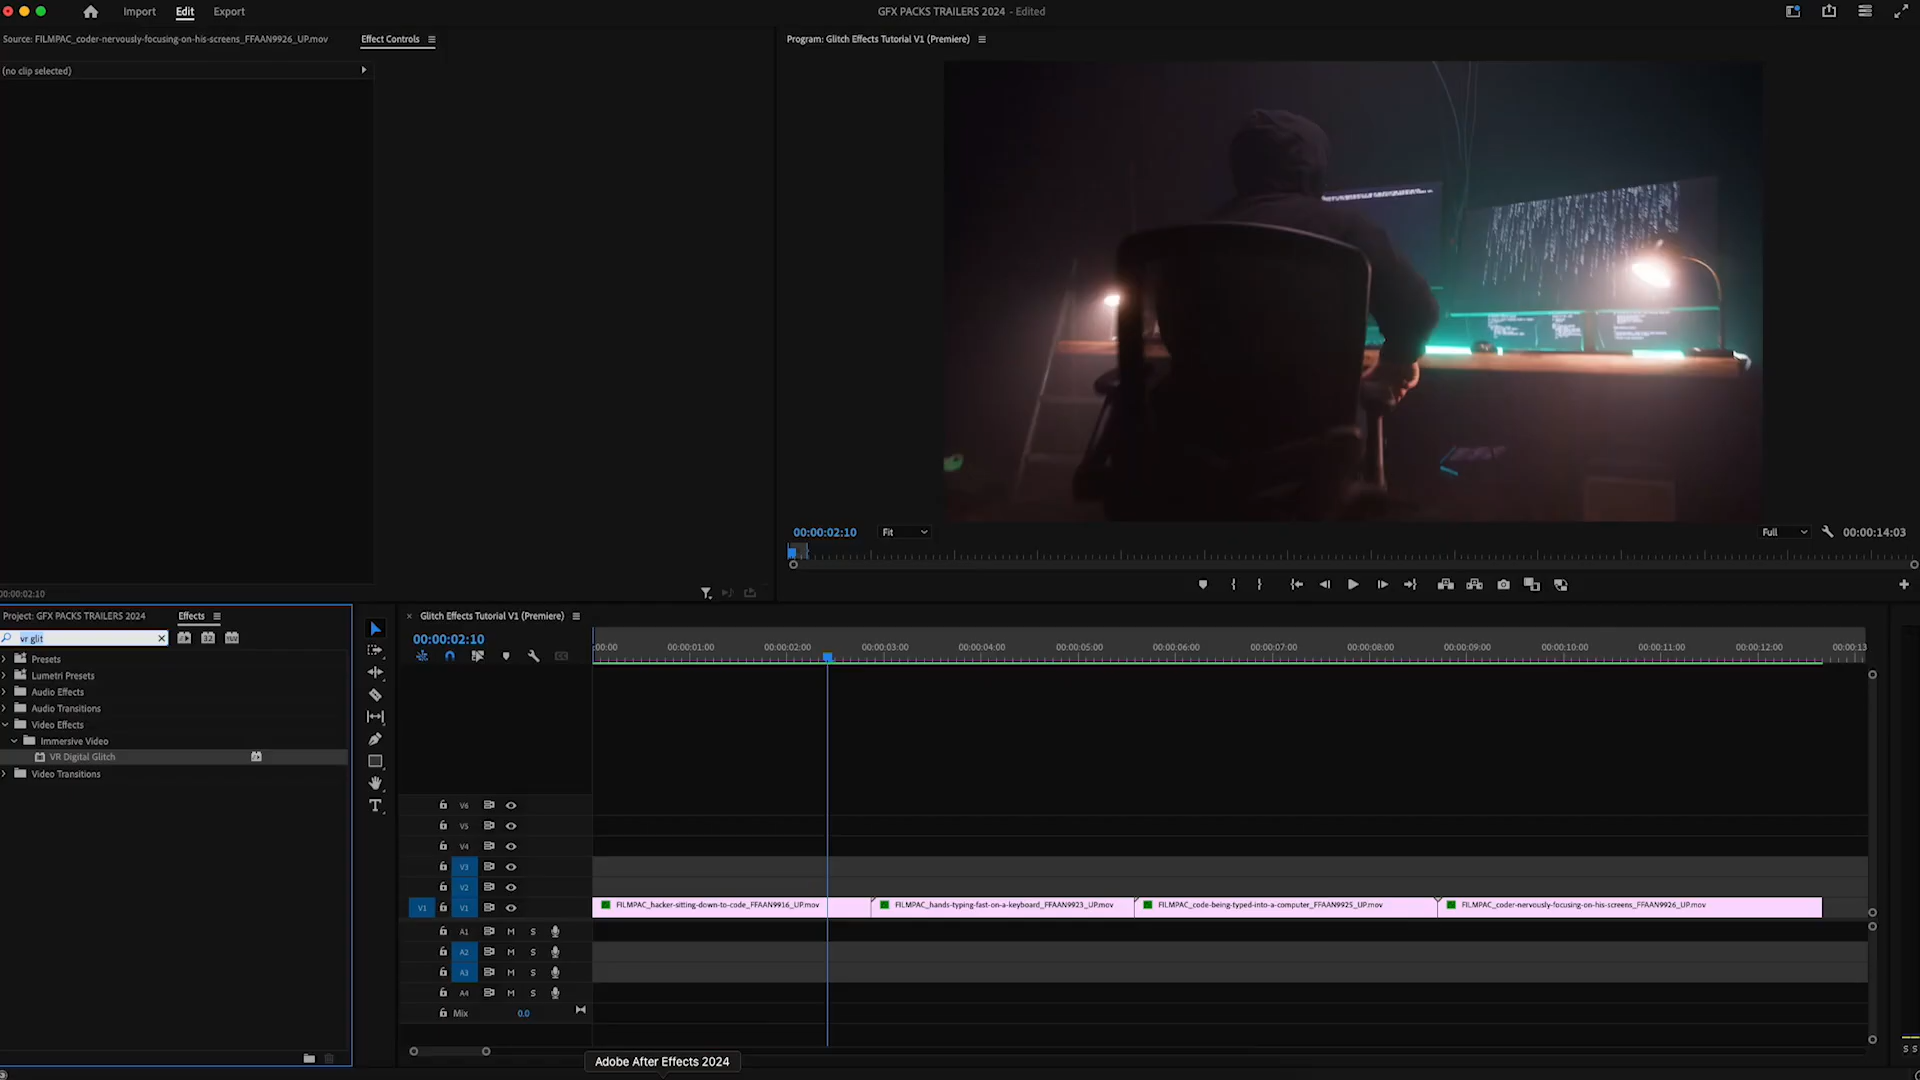 Import Edit Export
GFX PACKS TRAILERS 2024 - Edited
Source: FILMPAC_coder-nervously-focusing-on-his-screens_FFAAN9926_UP.mov
Effect Controls
Program: Glitch Effects Tutorial V1 (Premiere)
(no clip selected)
00:00:02:10 Fit Full 00:00:14:03
00:00:02:10
Project: GFX PACKS TRAILERS 2024 Effects
Glitch Effects Tutorial V1 (Premiere)
vr glit
32
YUV
00:00:02:10
:00:00 00:00:01:00 00:00:02:00 00:00:03:00 00:00:04:00 00:00:05:00 00:00:06:00 00:00:07:00 00:00:08:00 00:00:09:00 00:00:10:00 00:00:11:00 00:00:12:00 00:00:13
Presets
Lumetri Presets
Audio Effects
Audio Transitions
Video Effects
Immersive Video
VR Digital Glitch
Video Transitions
V6
V5
V4
V3
V2
V1 V1
FILMPAC_hacker-sitting-down-to-code_FFAAN9916_UP.mov
FILMPAC_hands-typing-fast-on-a-keyboard_FFAAN9923_UP.mov
FILMPAC_code-being-typed-into-a-computer_FFAAN9925_UP.mov
FILMPAC_coder-nervously-focusing-on-his-screens_FFAAN9926_UP.mov
A1 M S
A2 M S
A3 M S
A4 M S
Mix 0.0
S S
Adobe After Effects 2024